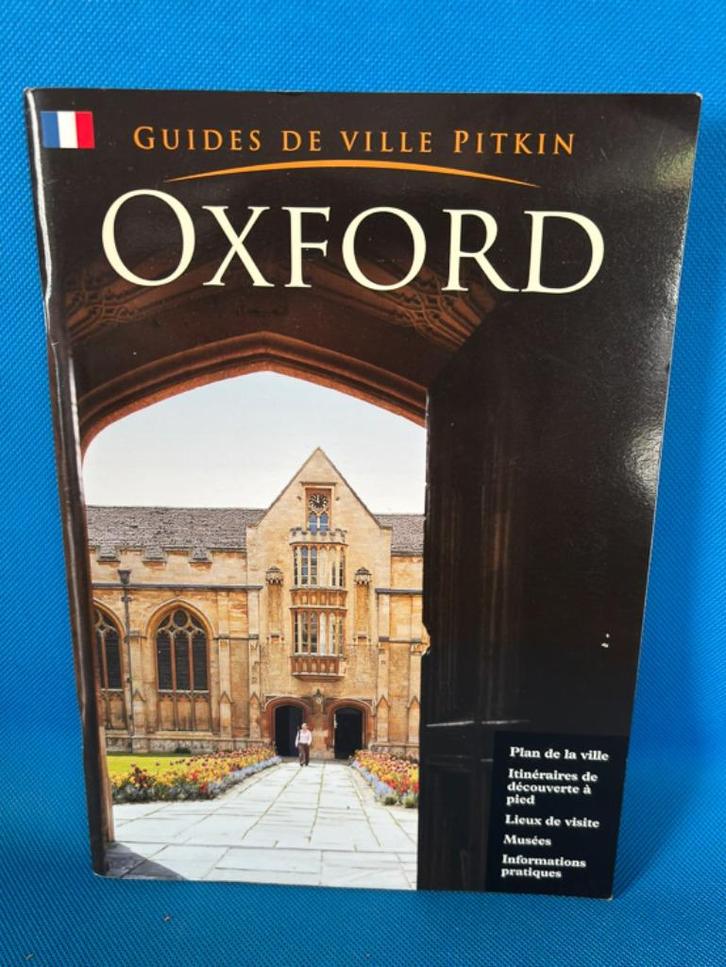 GUIDES DE VILLE PITKIN
OXFORD
Plan de la ville
Itinéraires de
découverte à
pied
Lieux de visite
Musées
Informations
pratiques